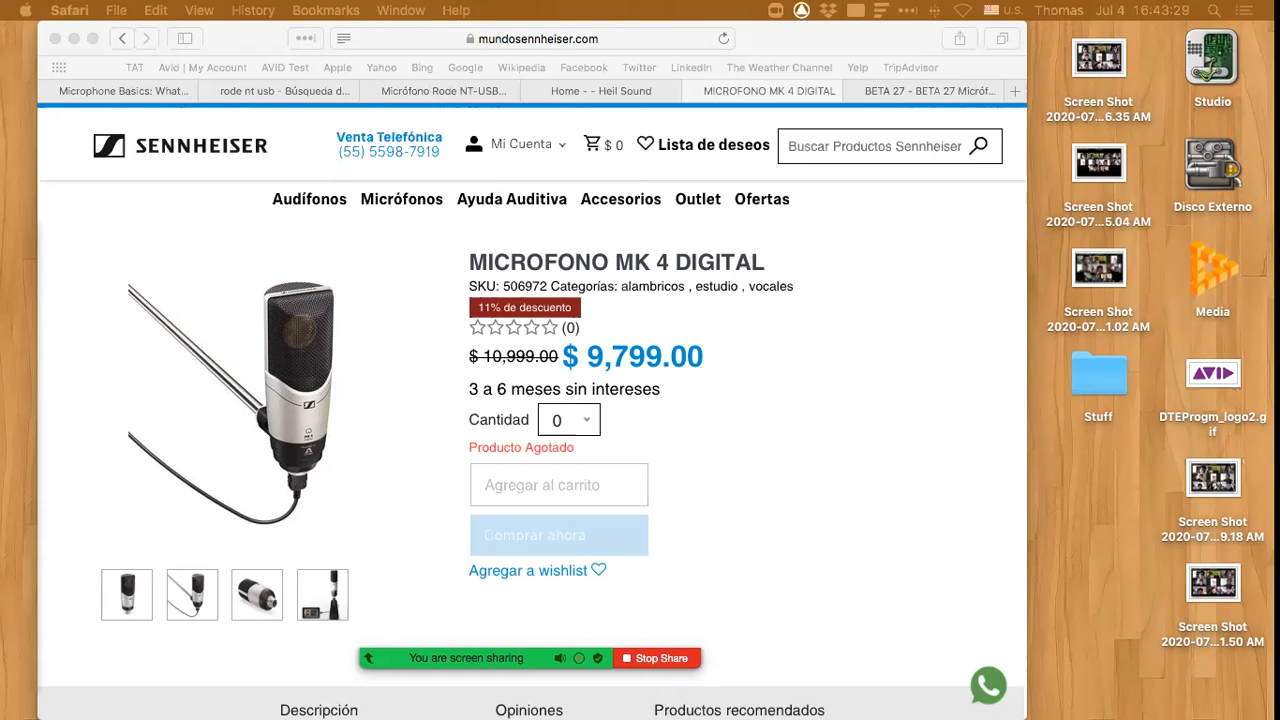 Safari File Edit View History Bookmarks Window Help U.S. Thomas Jul 4 16:43:29
mundosennheiser.com
TAT Avid | My Account AVID Test Apple Yahoo Bing Google Wikipedia Facebook Twitter LinkedIn The Weather Channel Yelp TripAdvisor
Microphone Basics: What... rode nt usb - Búsqueda d... Micrófono Rode NT-USB... Home - - Heil Sound MICROFONO MK 4 DIGITAL BETA 27 - BETA 27 Micróf...
SENNHEISER
Venta Telefónica
(55) 5598-7919
Mi Cuenta
$ 0
Lista de deseos
Buscar Productos Sennheiser
Audífonos Micrófonos Ayuda Auditiva Accesorios Outlet Ofertas
MICROFONO MK 4 DIGITAL
SKU: 506972 Categorías: alambricos , estudio , vocales
11% de descuento
(0)
$ 10,999.00 $ 9,799.00
3 a 6 meses sin intereses
Cantidad 0
Producto Agotado
Agregar al carrito
Comprar ahora
Agregar a wishlist
You are screen sharing Stop Share
Descripción Opiniones Productos recomendados
Screen Shot
2020-07...6.35 AM
Studio
Screen Shot
2020-07...5.04 AM
Disco Externo
Screen Shot
2020-07...1.02 AM
Media
Stuff
AVID
DTEProgm_logo2.g
if
Screen Shot
2020-07...9.18 AM
Screen Shot
2020-07...1.50 AM